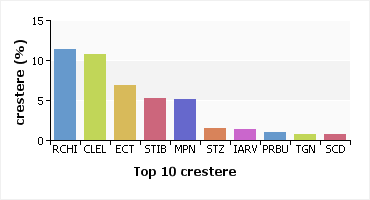 15
10
5
0
crestere (%)
RCHI CLEL ECT STIB MPN STZ IARV PRBU TGN SCD
Top 10 crestere